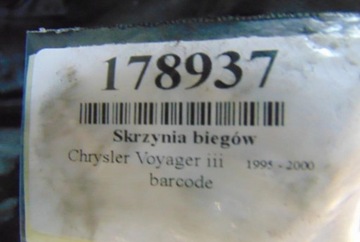 178937
Skrzynia biegów
Chrysler Voyager iii 1995 - 2000
barcode